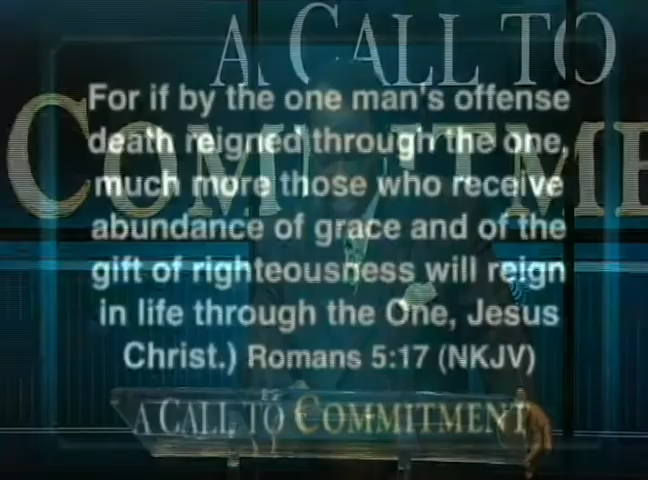 A CALL TO
COMMITME
For if by the one man's offense
death reigned through the one,
much more those who receive
abundance of grace and of the
gift of righteousness will reign
in life through the One, Jesus
Christ.) Romans 5:17 (NKJV)
A CALL TO COMMITMENT